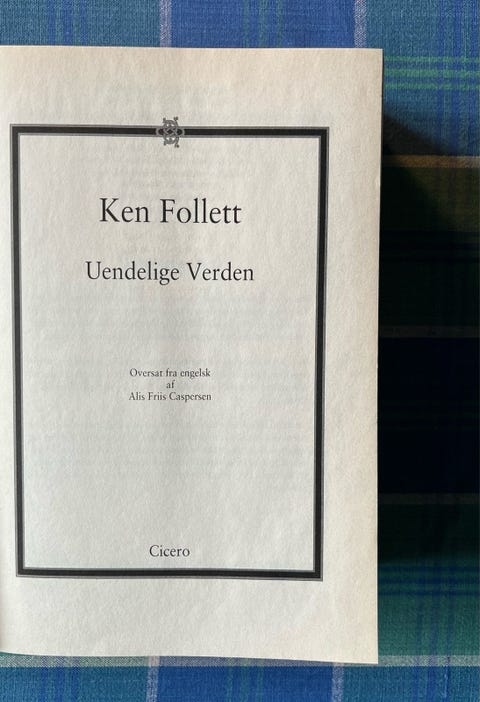 Ken Follett
Uendelige Verden
Oversat fra engelsk
af
Alis Friis Caspersen
Cicero